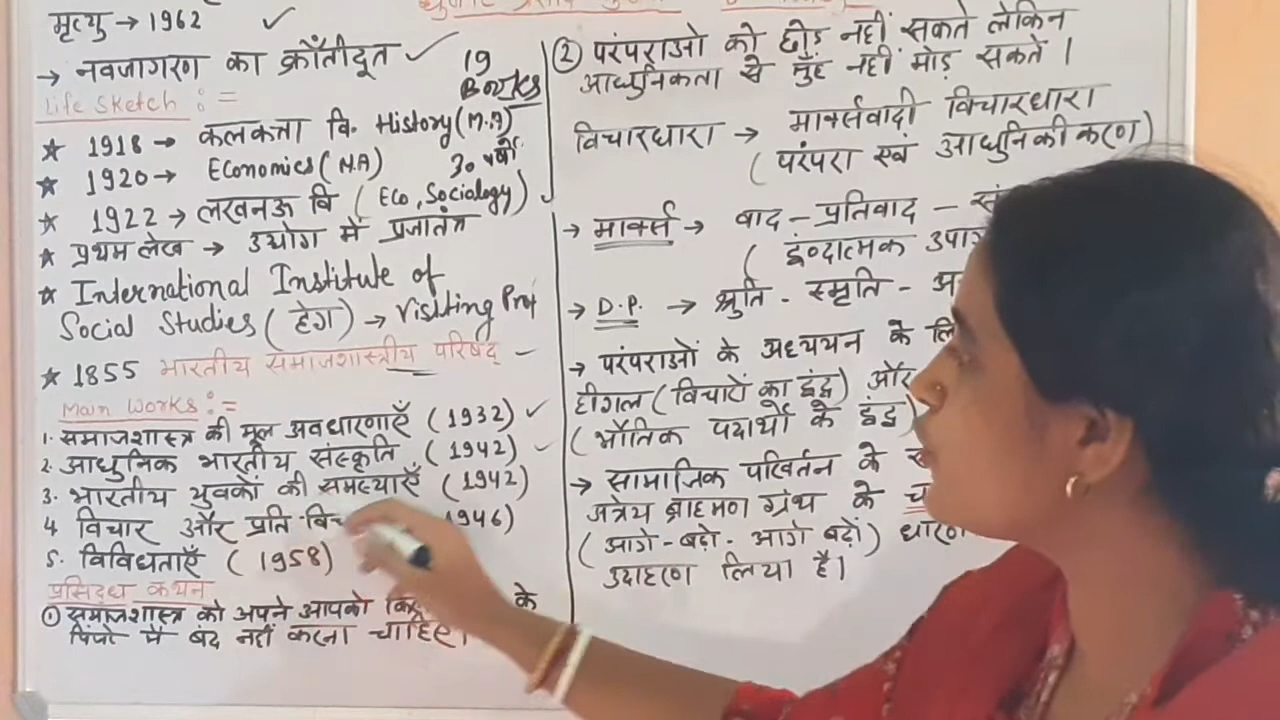 मृत्यु → 1962 ✓
→ नवजागरण का क्राँतीदूत ✓
19 Books
Life Sketch :=
★ 1918 → कलकत्ता वि. History (M.A)
★ 1920 → Economics (M.A)
30 वर्षो
★ 1922 → लखनऊ वि (Eco, Sociology)
★ प्रथम लेख → उद्योग में प्रजातंत्र
★ International Institute of
Social Studies (हेग) → Visiting Prof
★ 1855 भारतीय समाजशास्त्रीय परिषद् –
Main Works :=
1. समाजशास्त्र की मूल अवधारणाएँ (1932) ✓
2. आधुनिक भारतीय संस्कृति (1942)
3. भारतीय युवकों की समस्याएँ (1942)
4 विचार और प्रति-विच 1946)
5. विविधताएँ (1958)
प्रसिद्ध कथन
① समाजशास्त्र को अपने आपको के
पिंजरे में बंद नहीं करना चाहिए।
② परंपराओ को छोड़ नहीं सकते लेकिन
आधुनिकता से मुँह नहीं मोड़ सकते।
विचारधारा → मार्क्सवादी विचारधारा
(परंपरा एवं आधुनिकीकरण)
→ मार्क्स → वाद – प्रतिवाद –
(द्वंदात्मक
→ D.P. → श्रुति - स्मृति -
→ परंपराओं के अध्ययन के
हीगल (विचारों का द्वंद्व) और
(भौतिक पदार्थो के द्वंद्व)
→ सामाजिक परिवर्तन के
ब्राह्मण ग्रंथ के
(आगे-बढ़ो - आगे बढ़ों)
उदाहरण लिया है।